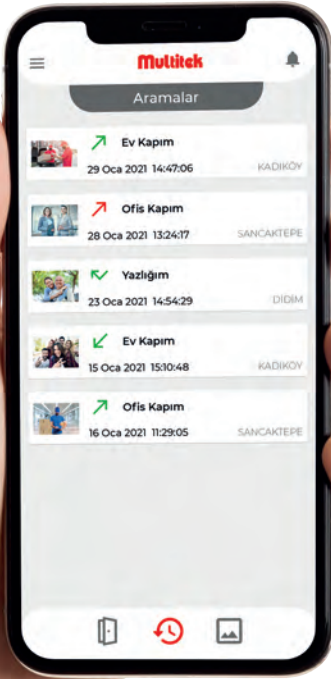 Multitek
Aramalar
Ev Kapım
29 Oca 2021 14:47:06 KADIKÖY
Ofis Kapım
28 Oca 2021 13:24:17 SANCAKTEPE
Yazlığım
23 Oca 2021 14:54:29 DİDİM
Ev Kapım
15 Oca 2021 15:10:48 KADIKÖY
Ofis Kapım
16 Oca 2021 11:29:05 SANCAKTEPE